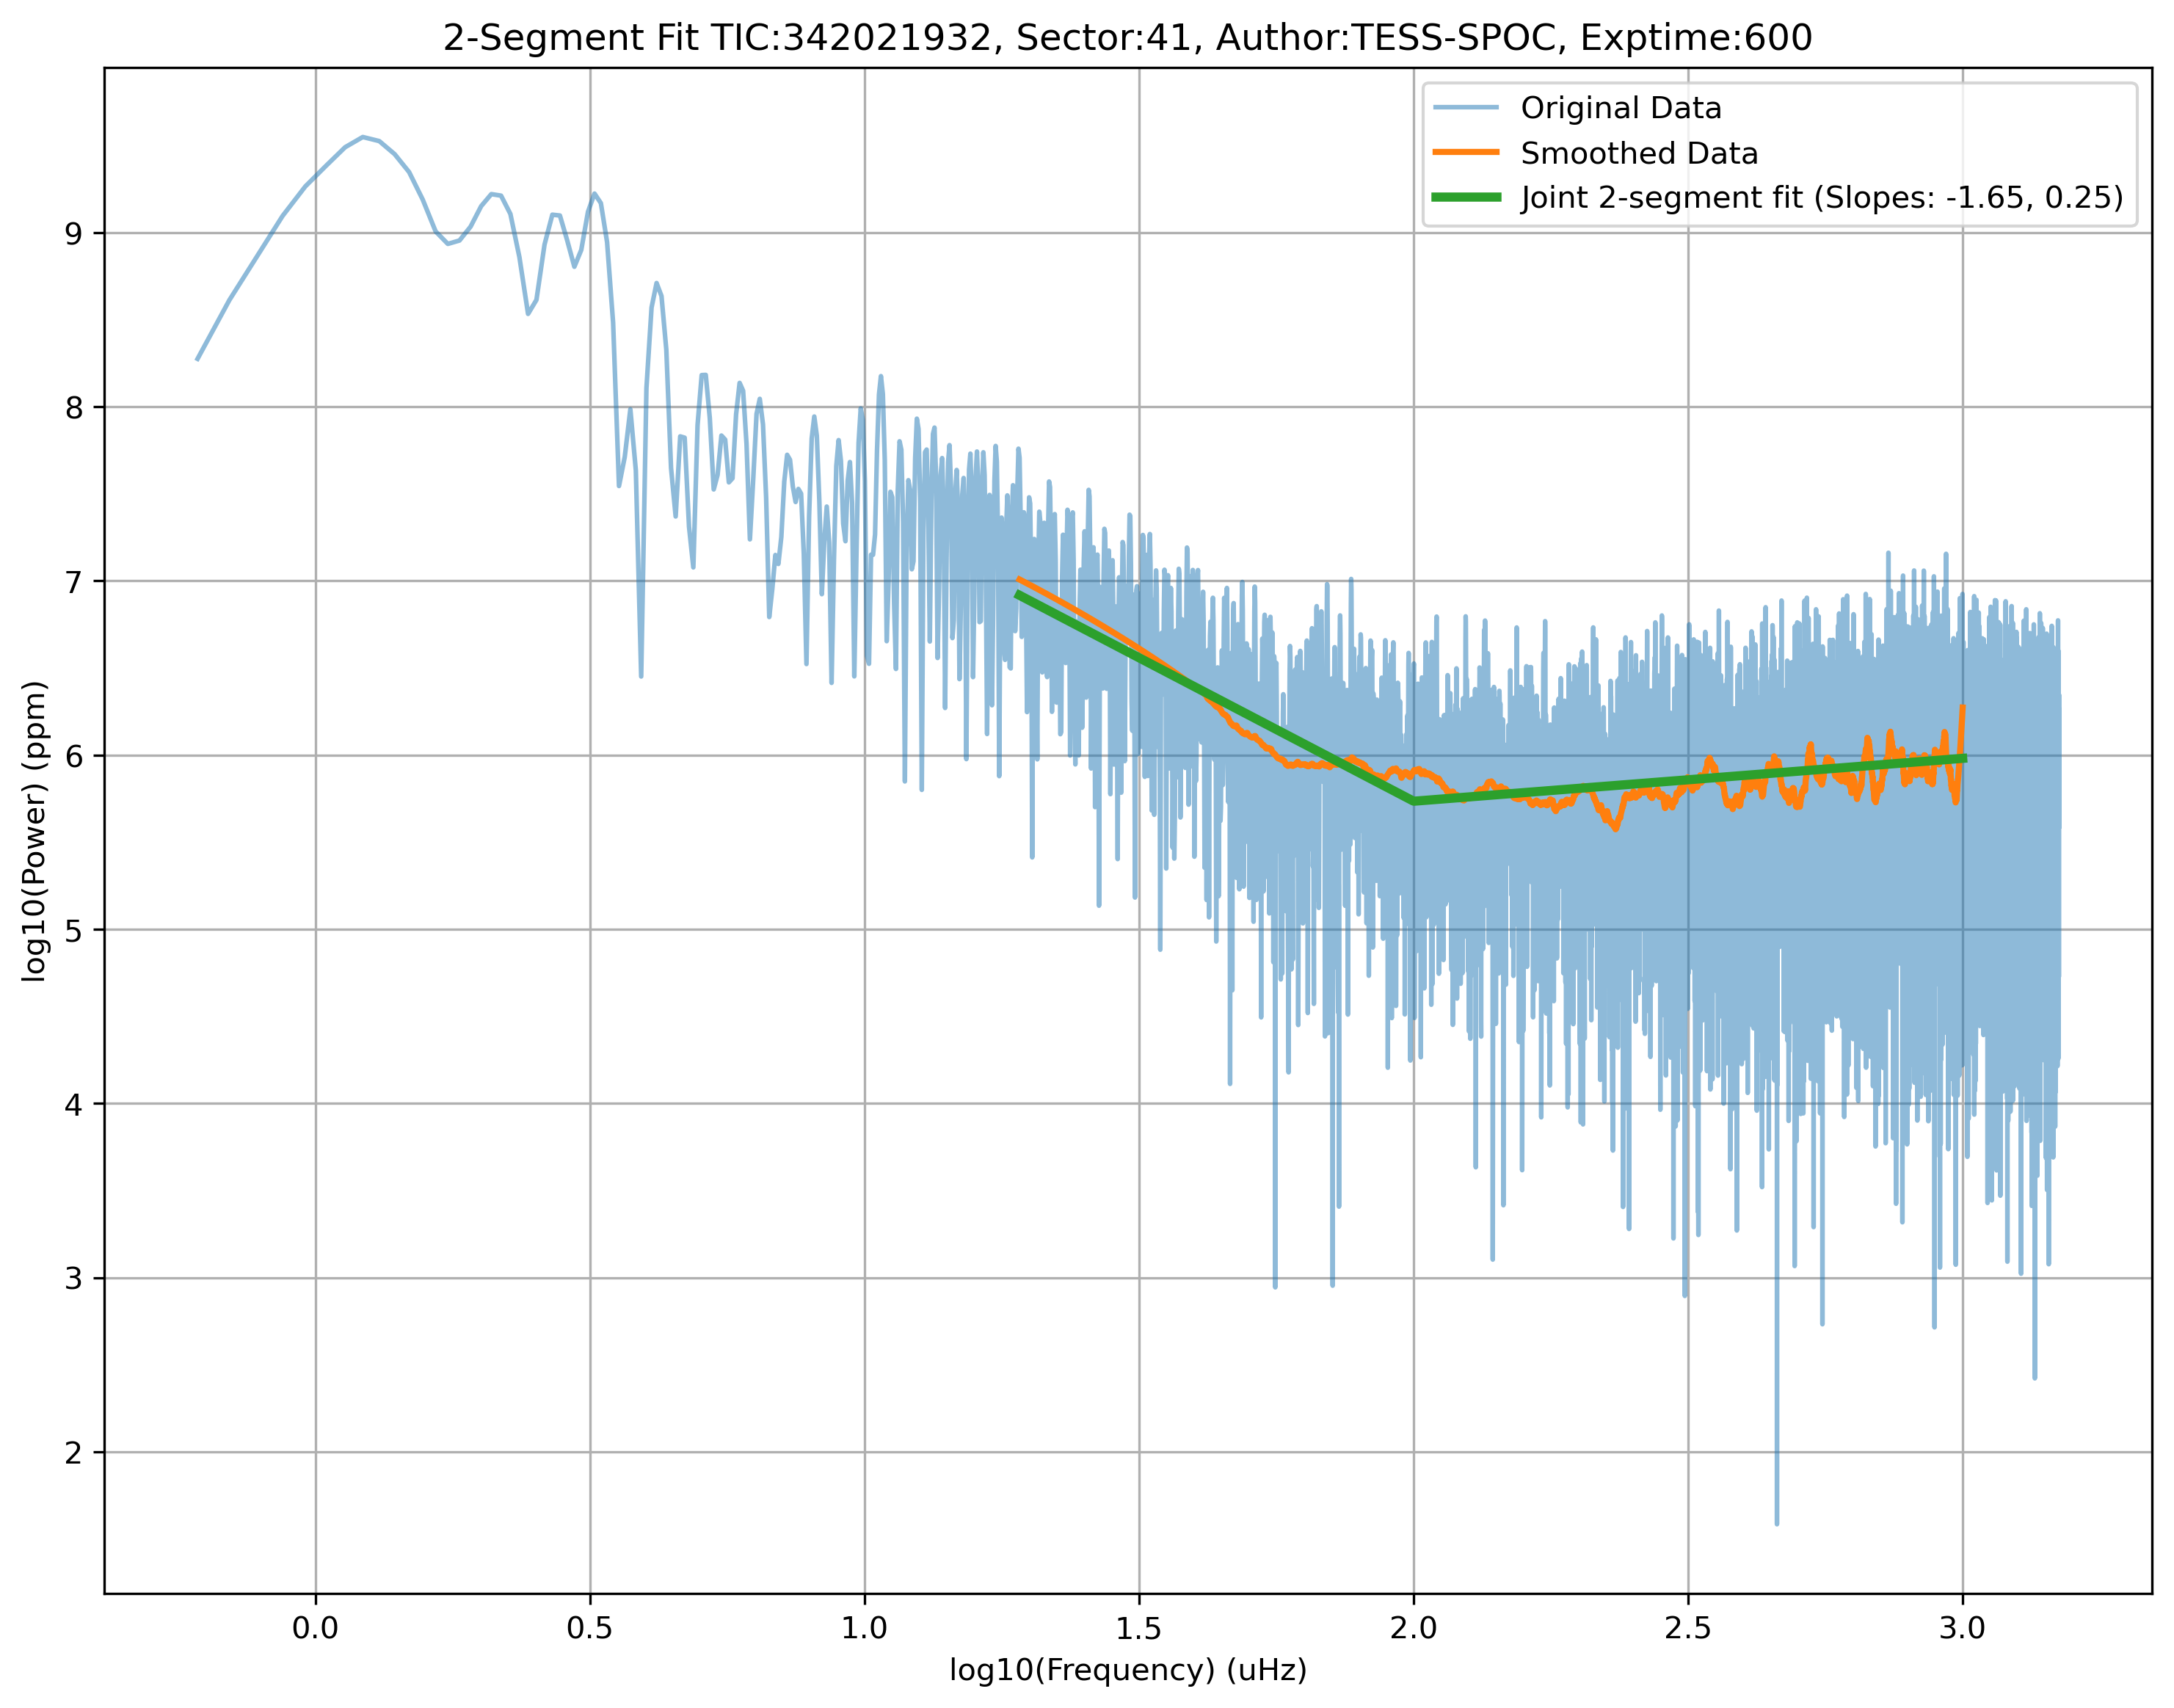 2-Segment Fit TIC:342021932, Sector:41, Author:TESS-SPOC, Exptime:600
Original Data
Smoothed Data
Joint 2-segment fit (Slopes: -1.65, 0.25)
log10(Power) (ppm)
9
8
7
6
5
4
3
2
0.0 0.5 1.0 1.5 2.0 2.5 3.0
log10(Frequency) (uHz)